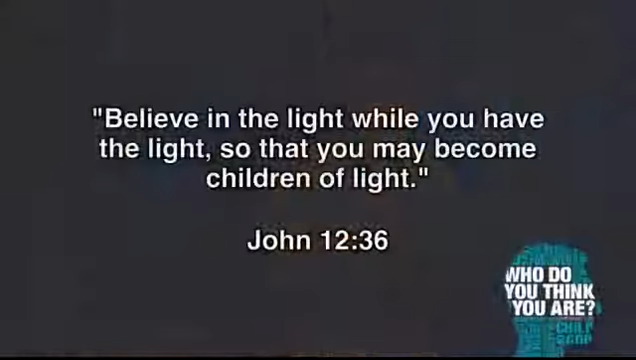 "Believe in the light while you have
the light, so that you may become
children of light."
John 12:36
WHO DO
YOU THINK
YOU ARE?